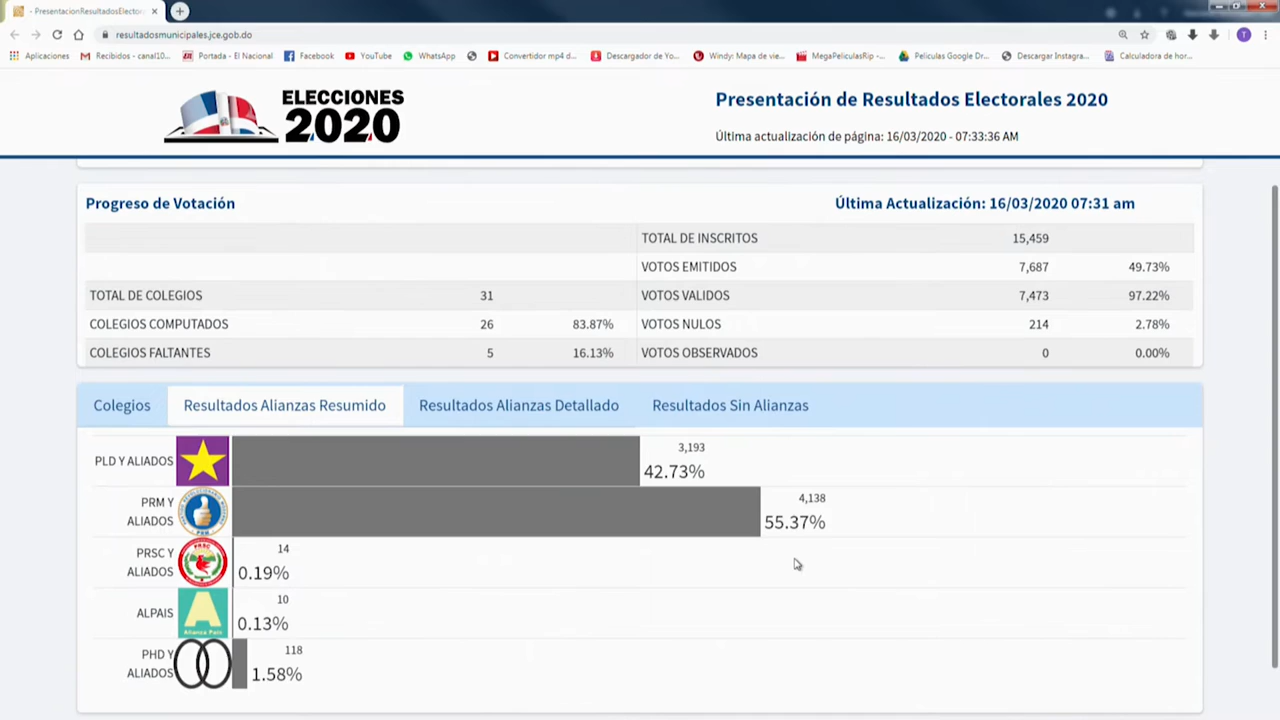 - PresentacionResultadosElector
resultadosmunicipales.jce.gob.do
T
Aplicaciones
Recibidos - canal10...
Portada - El Nacional
Facebook
YouTube
WhatsApp
Convertidor mp4 d...
Descargador de Yo...
Windy: Mapa de vie...
MegaPeliculasRip -...
Peliculas Google Dr...
Descargar Instagra...
Calculadora de hor...
ELECCIONES
2020
Presentación de Resultados Electorales 2020
Última actualización de página: 16/03/2020 - 07:33:36 AM
Progreso de Votación
Última Actualización: 16/03/2020 07:31 am
TOTAL DE INSCRITOS 15,459
VOTOS EMITIDOS 7,687 49.73%
TOTAL DE COLEGIOS 31 VOTOS VALIDOS 7,473 97.22%
COLEGIOS COMPUTADOS 26 83.87% VOTOS NULOS 214 2.78%
COLEGIOS FALTANTES 5 16.13% VOTOS OBSERVADOS 0 0.00%
Colegios Resultados Alianzas Resumido Resultados Alianzas Detallado Resultados Sin Alianzas
PLD Y ALIADOS
3,193
42.73%
PRM Y
ALIADOS
PRM
4,138
55.37%
PRSC Y
ALIADOS
PRSC
14
0.19%
ALPAIS
A
Alianza País
10
0.13%
PHD Y
ALIADOS
118
1.58%